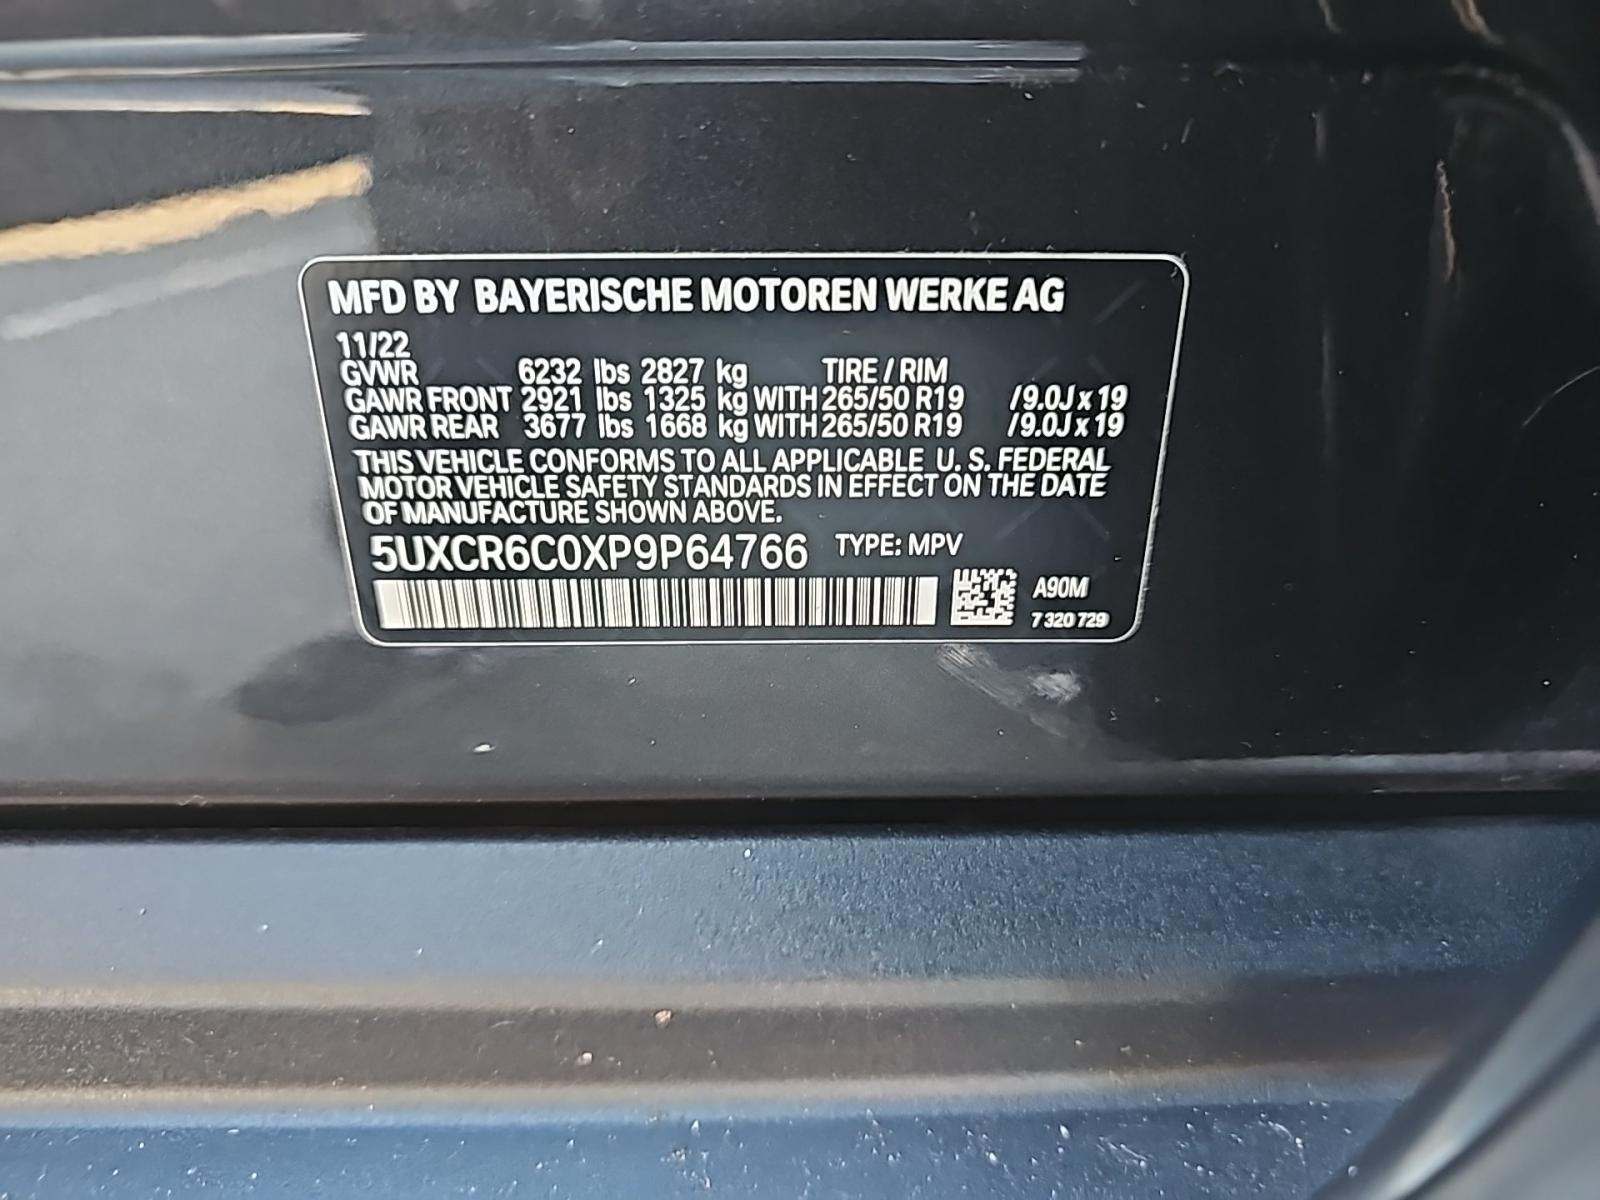 MFD BY BAYERISCHE MOTOREN WERKE AG
11/22
GVWR 6232 lbs 2827 kg TIRE / RIM
GAWR FRONT 2921 lbs 1325 kg WITH 265/50 R19 /9.0J x 19
GAWR REAR 3677 lbs 1668 kg WITH 265/50 R19 /9.0J x 19
THIS VEHICLE CONFORMS TO ALL APPLICABLE U. S. FEDERAL
MOTOR VEHICLE SAFETY STANDARDS IN EFFECT ON THE DATE
OF MANUFACTURE SHOWN ABOVE.
5UXCR6C0XP9P64766 TYPE: MPV
A90M
7 320 729